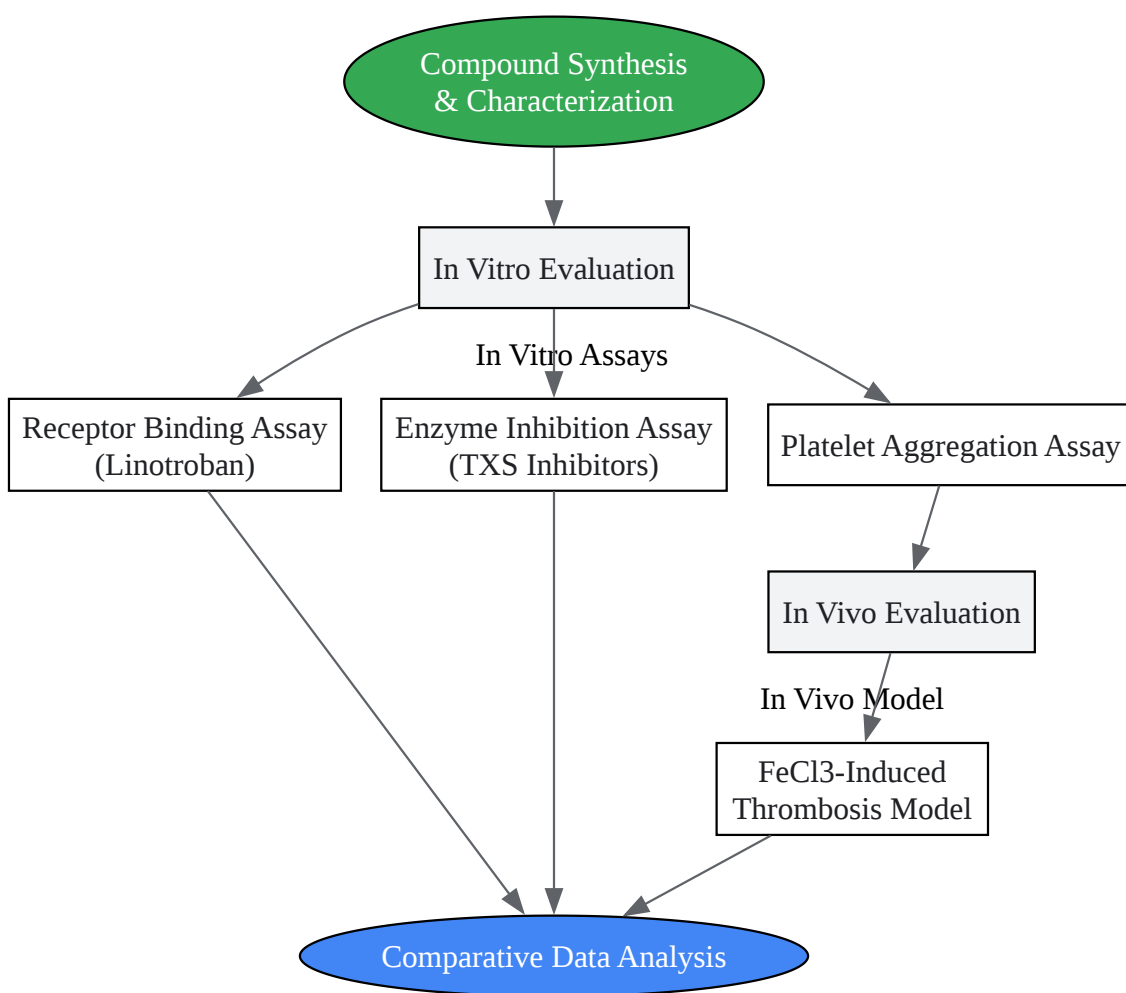 Compound Synthesis
& Characterization
In Vitro Evaluation
In Vitro Assays
Receptor Binding Assay
(Linotroban)
Enzyme Inhibition Assay
(TXS Inhibitors)
Platelet Aggregation Assay
In Vivo Evaluation
In Vivo Model
FeCl3-Induced
Thrombosis Model
Comparative Data Analysis